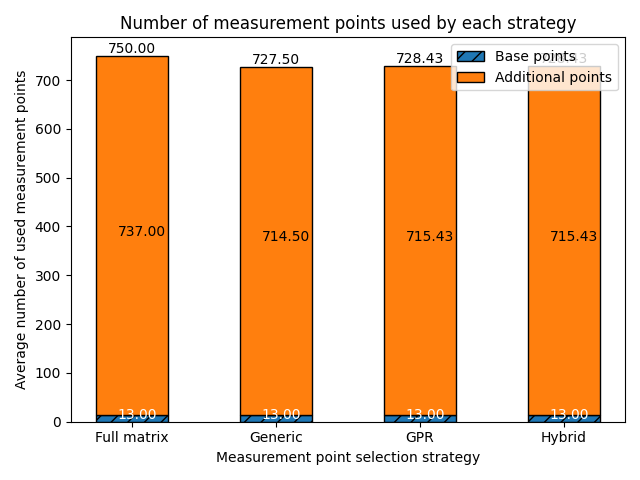 Number of measurement points used by each strategy
Average number of used measurement points
700
600
500
400
300
200
100
0
750.00
727.50
728.43
Base points
Additional points
737.00
714.50
715.43
715.43
13.00
13.00
13.00
13.00
Full matrix
Generic
GPR
Hybrid
Measurement point selection strategy